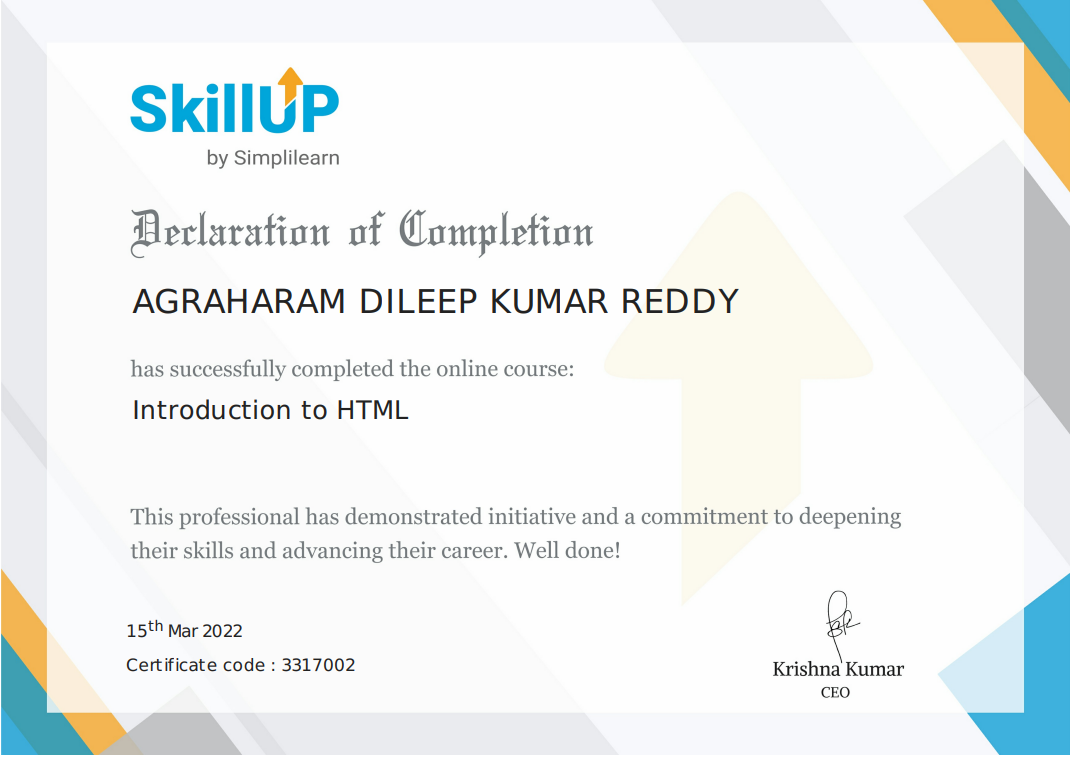 SkillUP
by Simplilearn
Declaration of Completion
AGRAHARAM DILEEP KUMAR REDDY
has successfully completed the online course:
Introduction to HTML
This professional has demonstrated initiative and a commitment to deepening
their skills and advancing their career. Well done!
15th Mar 2022
Certificate code : 3317002
Krishna Kumar
CEO